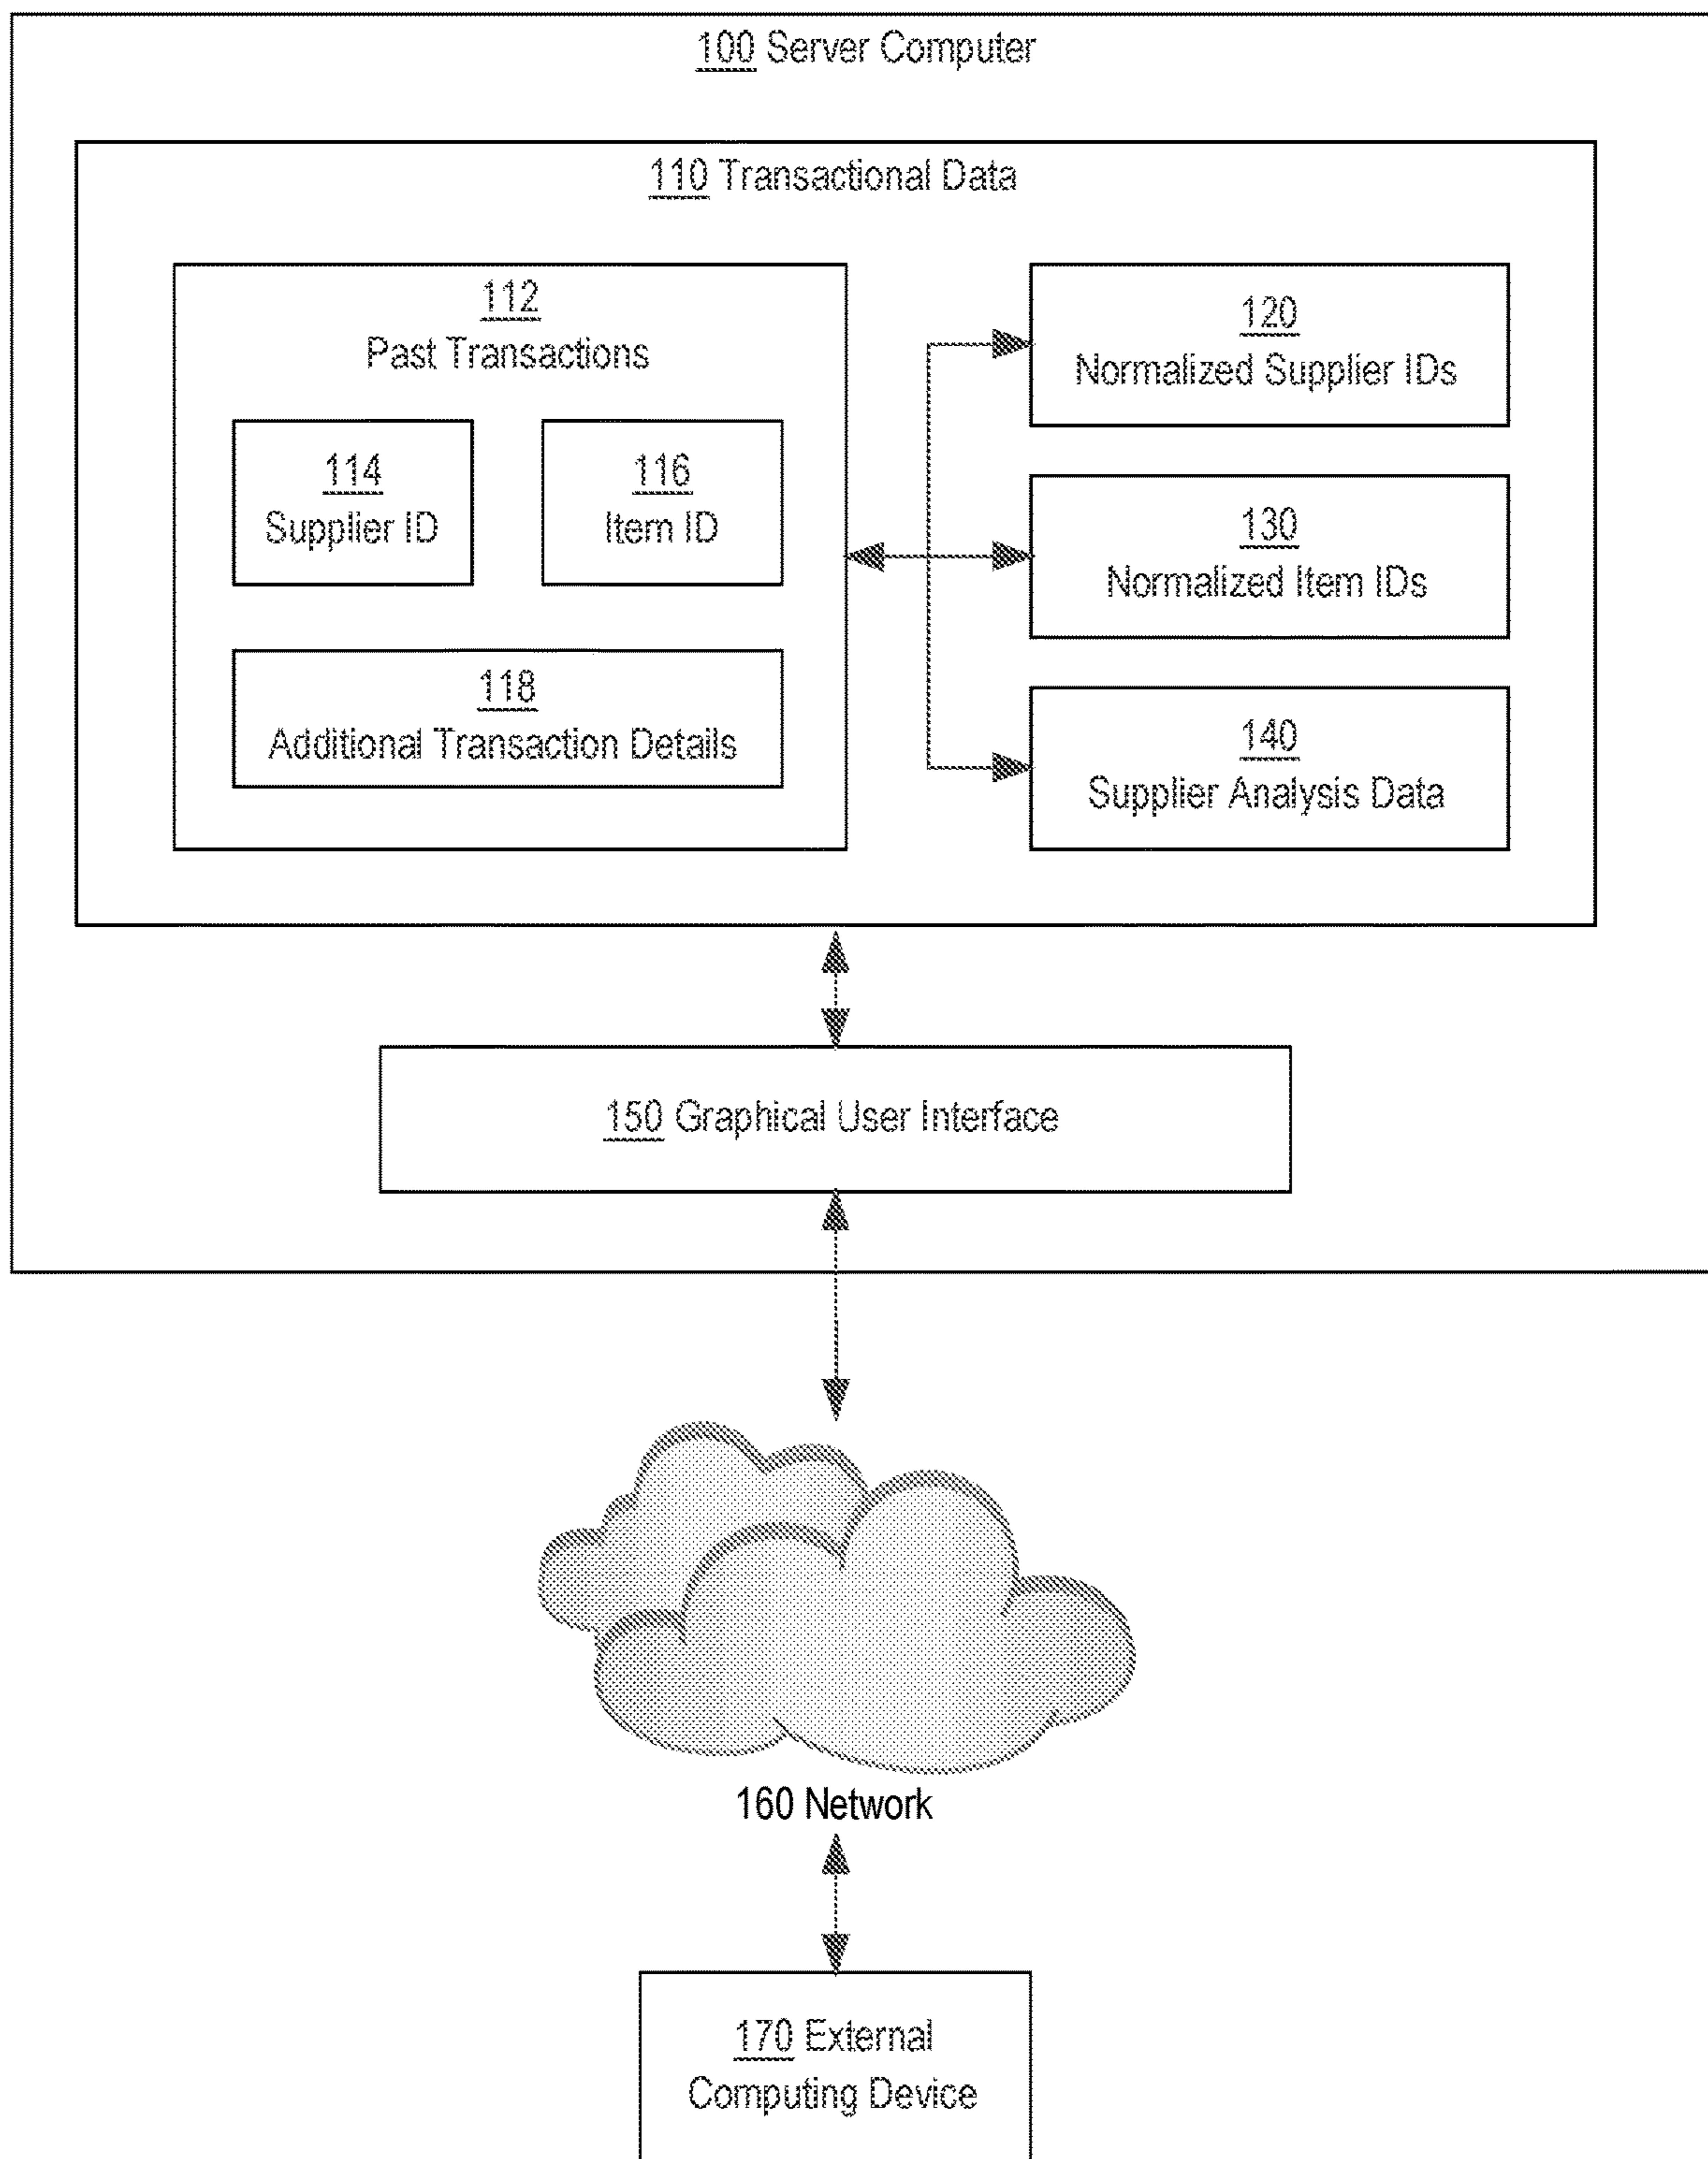 100 Server Computer
110 Transactional Data
112
Past Transactions
114
Supplier ID
116
Item ID
118
Additional Transaction Details
120
Normalized Supplier IDs
130
Normalized Item IDs
140
Supplier Analysis Data
150 Graphical User Interface
160 Network
170 External
Computing Device